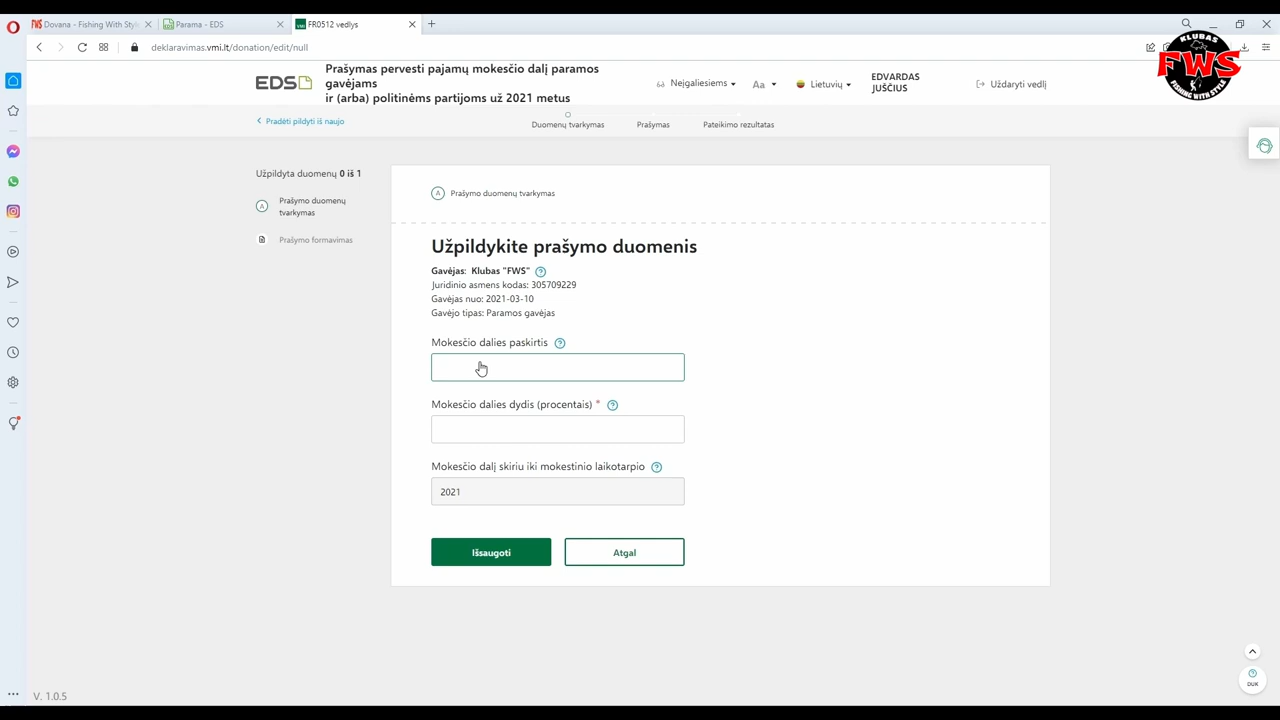 Dovana - Fishing With Style
Parama - EDS
FR0512 vedlys
deklaravimas.vmi.lt/donation/edit/null
KLUBAS
FWS
FISHING WITH STYLE
EDS
Prašymas pervesti pajamų mokesčio dalį paramos
gavėjams
ir (arba) politinėms partijoms už 2021 metus
Neįgaliesiems
Aa
Lietuvių
EDVARDAS
JUŠČIUS
Uždaryti vedlį
Pradėti pildyti iš naujo
Duomenų tvarkymas
Prašymas
Pateikimo rezultatas
Užpildyta duomenų 0 iš 1
A
Prašymo duomenų
tvarkymas
Prašymo formavimas
A Prašymo duomenų tvarkymas
Užpildykite prašymo duomenis
Gavėjas: Klubas "FWS"
Juridinio asmens kodas: 305709229
Gavėjas nuo: 2021-03-10
Gavėjo tipas: Paramos gavėjas
Mokesčio dalies paskirtis
Mokesčio dalies dydis (procentais) *
Mokesčio dalį skiriu iki mokestinio laikotarpio
2021
Išsaugoti
Atgal
DUK
V. 1.0.5